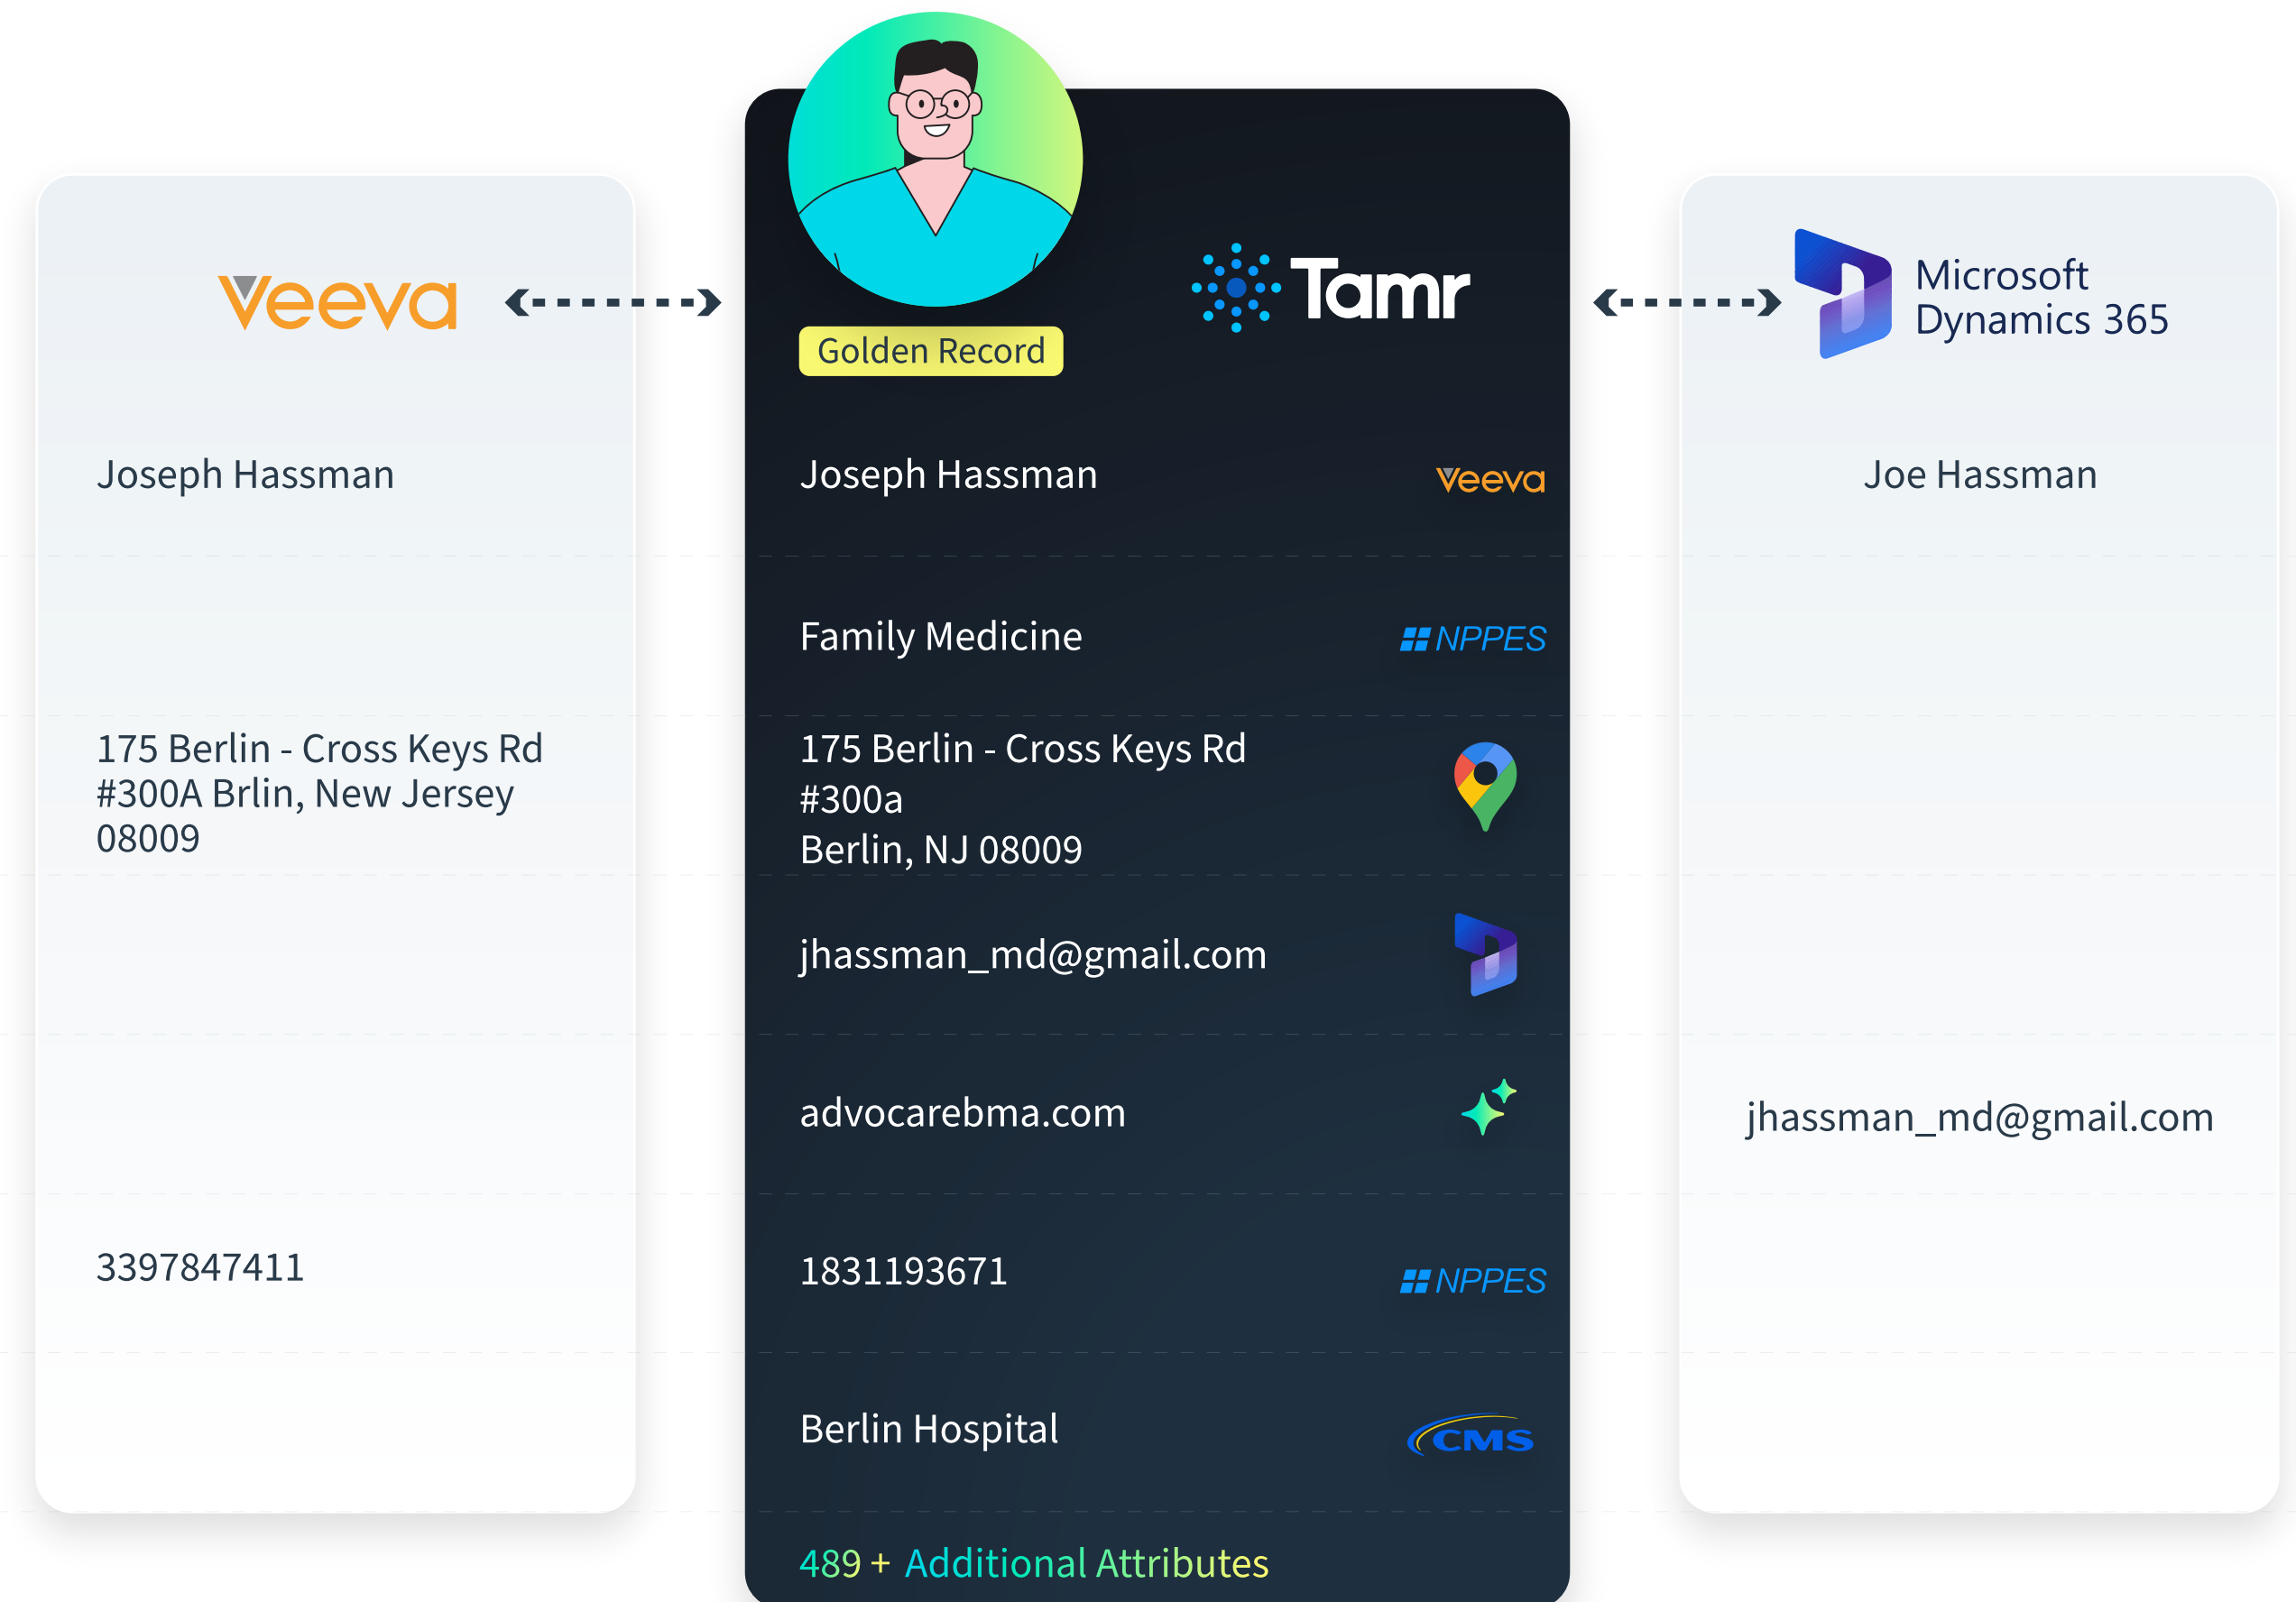 Veeva
Joseph Hassman
175 Berlin - Cross Keys Rd
#300A Brlin, New Jersey
08009
3397847411
Golden Record
Tamr
Joseph Hassman
Veeva
Family Medicine
NPPES
175 Berlin - Cross Keys Rd
#300a
Berlin, NJ 08009
jhassman_md@gmail.com
advocarebma.com
1831193671
NPPES
Berlin Hospital
CMS
489 + Additional Attributes
Microsoft
Dynamics 365
Joe Hassman
jhassman_md@gmail.com